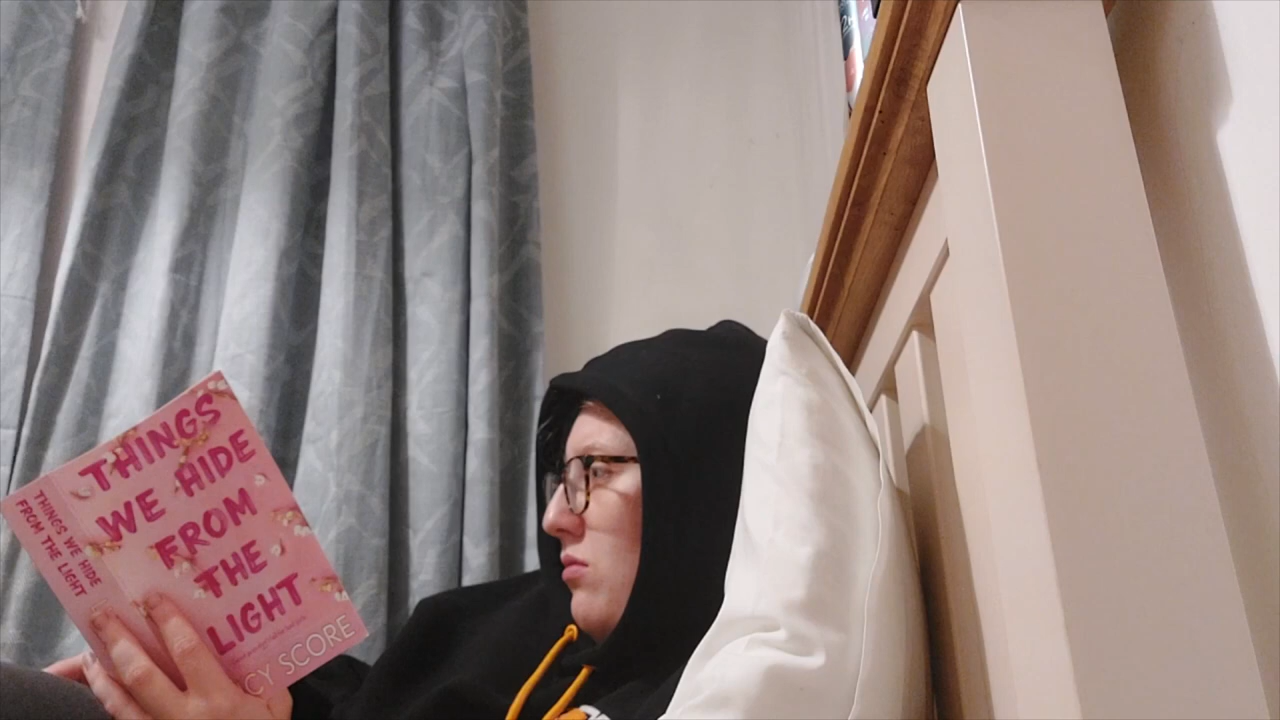 THINGS
WE HIDE
FROM
THE
LIGHT
CY SCORE
THINGS WE HIDE
FROM THE LIGHT